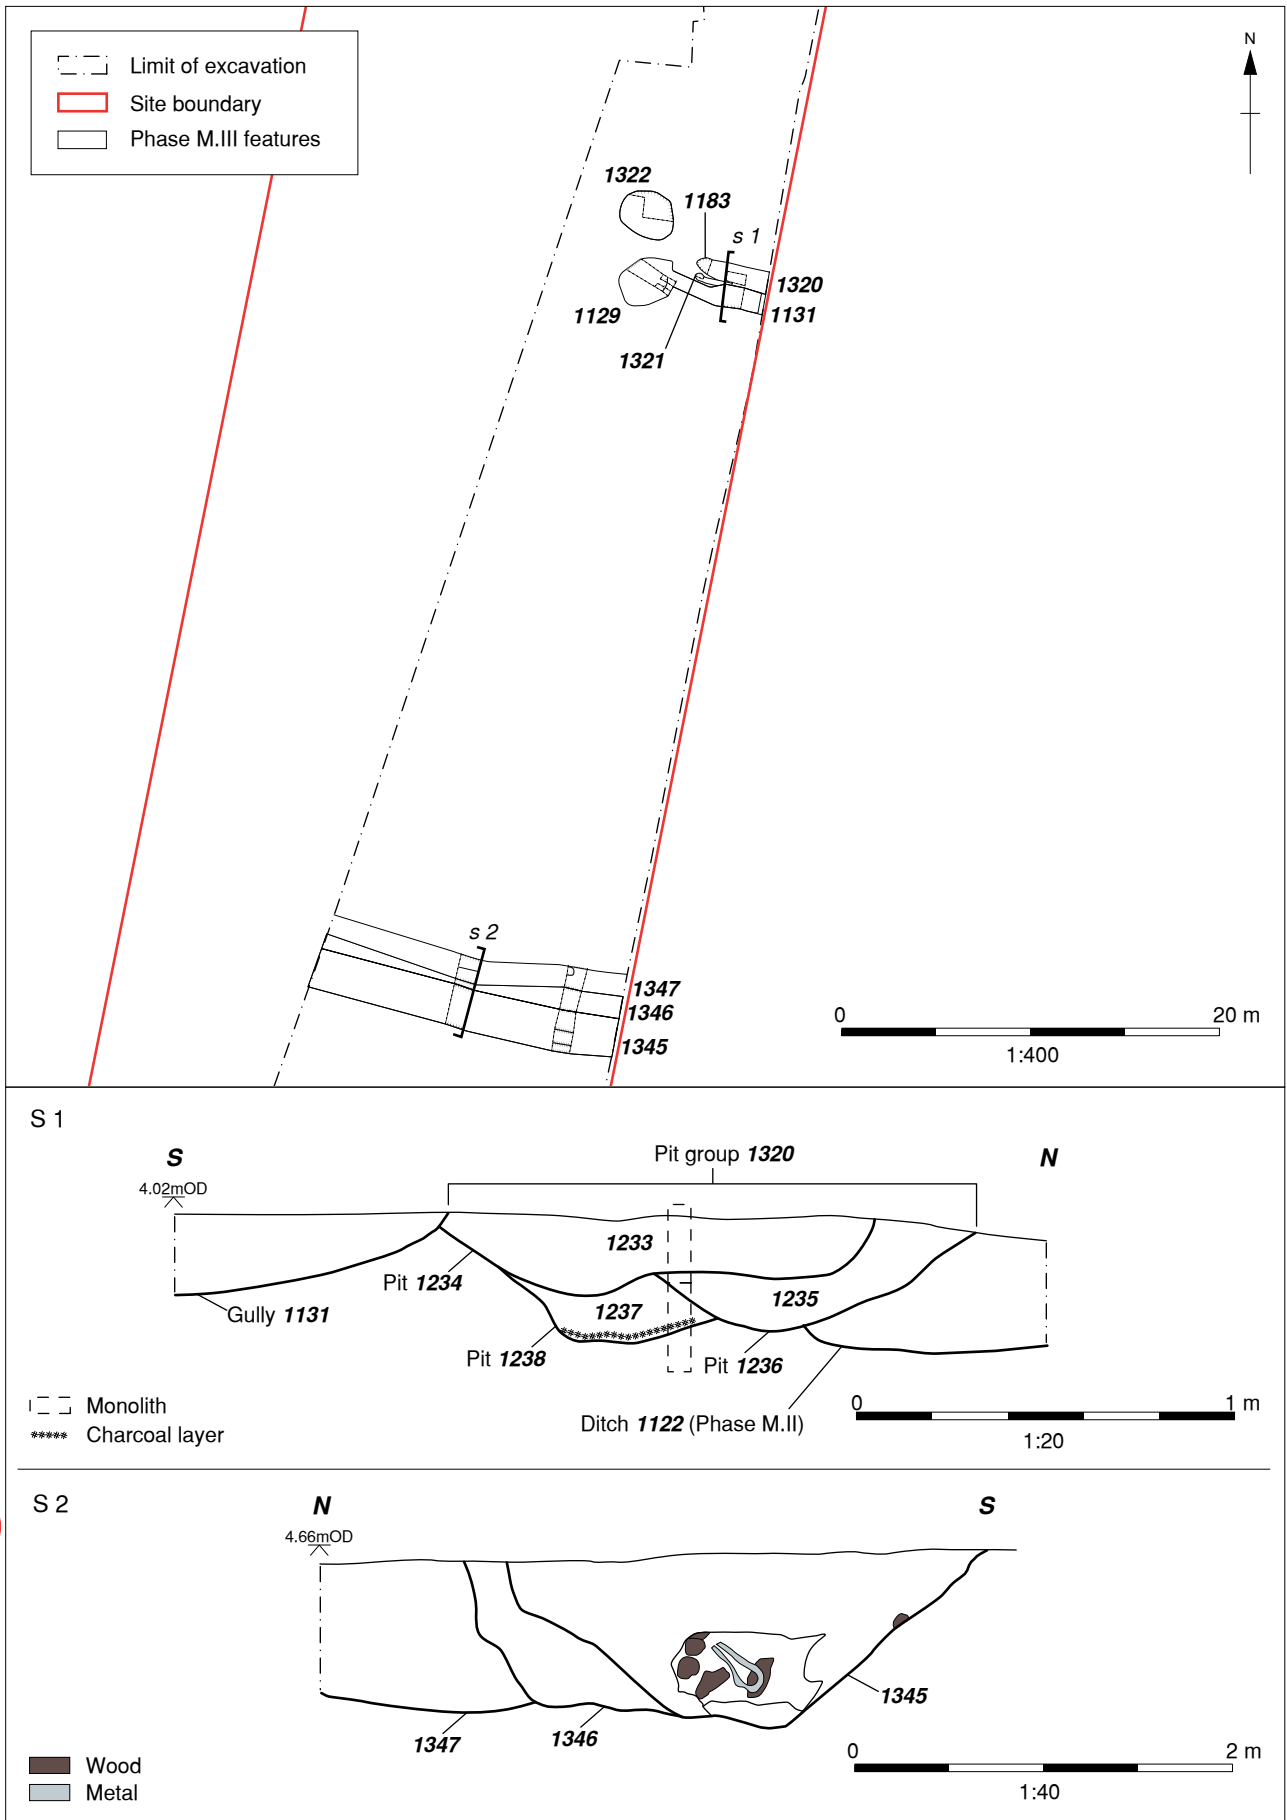 Limit of excavation
Site boundary
Phase M.III features
N
1322
1183
s 1
1320
1131
1129
1321
s 2
1347
1346
1345
0 20 m
1:400
S 1
S Pit group 1320 N
4.02mOD
1233
Pit 1234
1237 1235
Gully 1131
Pit 1238 Pit 1236
Monolith
Charcoal layer
Ditch 1122 (Phase M.II)
0 1 m
1:20
S 2
N S
4.66mOD
1345
1347 1346
Wood
Metal
0 2 m
1:40